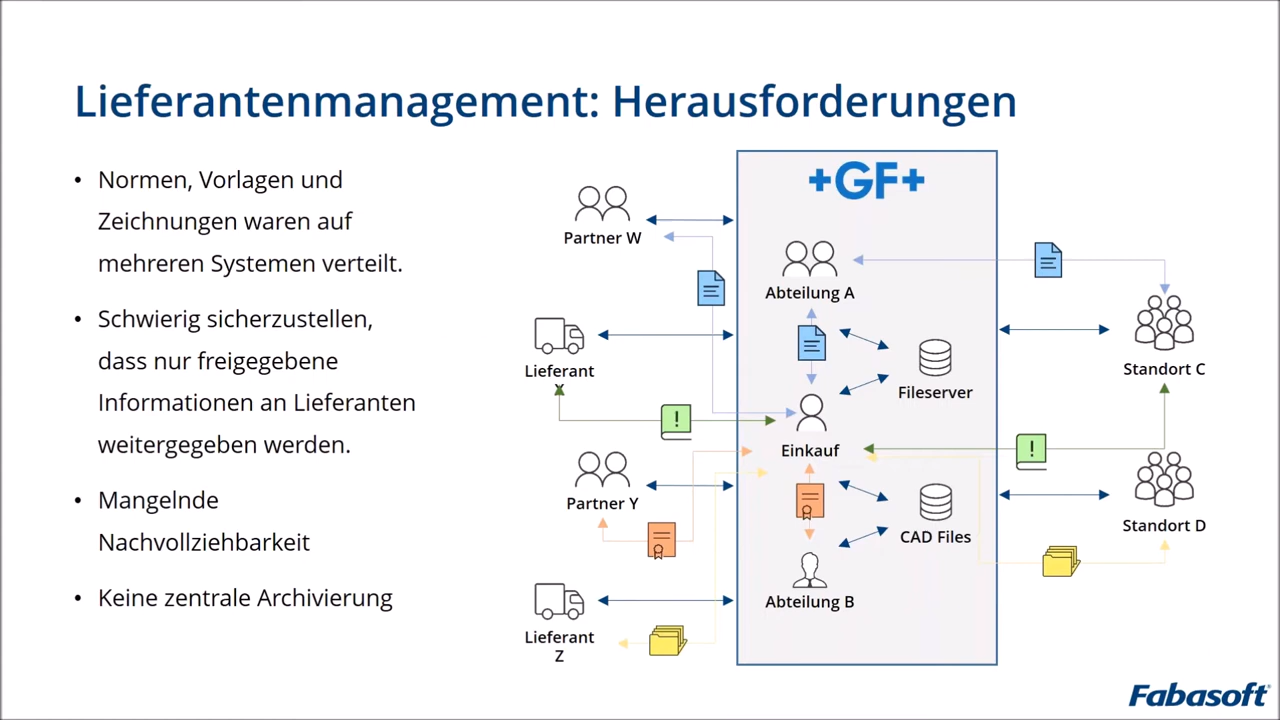 Lieferantenmanagement: Herausforderungen
• Normen, Vorlagen und
Zeichnungen waren auf
mehreren Systemen verteilt.
• Schwierig sicherzustellen,
dass nur freigegebene
Informationen an Lieferanten
weitergegeben werden.
• Mangelnde
Nachvollziehbarkeit
• Keine zentrale Archivierung
+GF+
Partner W
Abteilung A
Lieferant
Fileserver
Standort C
!
Einkauf
!
Partner Y
CAD Files
Standort D
Abteilung B
Lieferant
Z
Fabasoft®